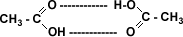 O ------------ H-O
CH₃ - C C - CH₃
OH ------------ O